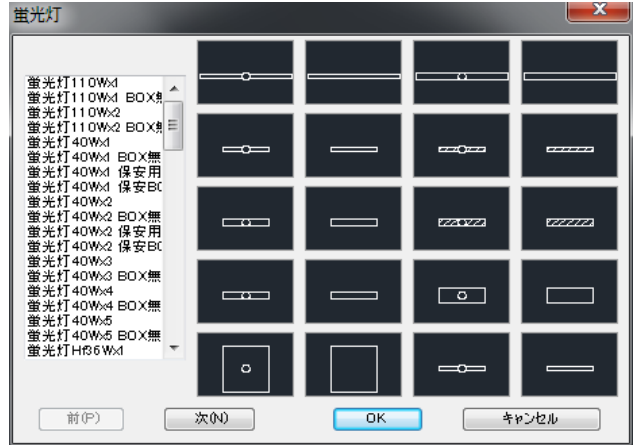 蛍光灯
蛍光灯110Wx1
蛍光灯110Wx1 BOX無
蛍光灯110Wx2
蛍光灯110Wx2 BOX無
蛍光灯40Wx1
蛍光灯40Wx1 BOX無
蛍光灯40Wx1 保安用
蛍光灯40Wx1 保安BO
蛍光灯40Wx2
蛍光灯40Wx2 BOX無
蛍光灯40Wx2 保安用
蛍光灯40Wx2 保安BO
蛍光灯40Wx3
蛍光灯40Wx3 BOX無
蛍光灯40Wx4
蛍光灯40Wx4 BOX無
蛍光灯40Wx5
蛍光灯40Wx5 BOX無
蛍光灯Hf36Wx1
前(P) 次(N) OK キャンセル